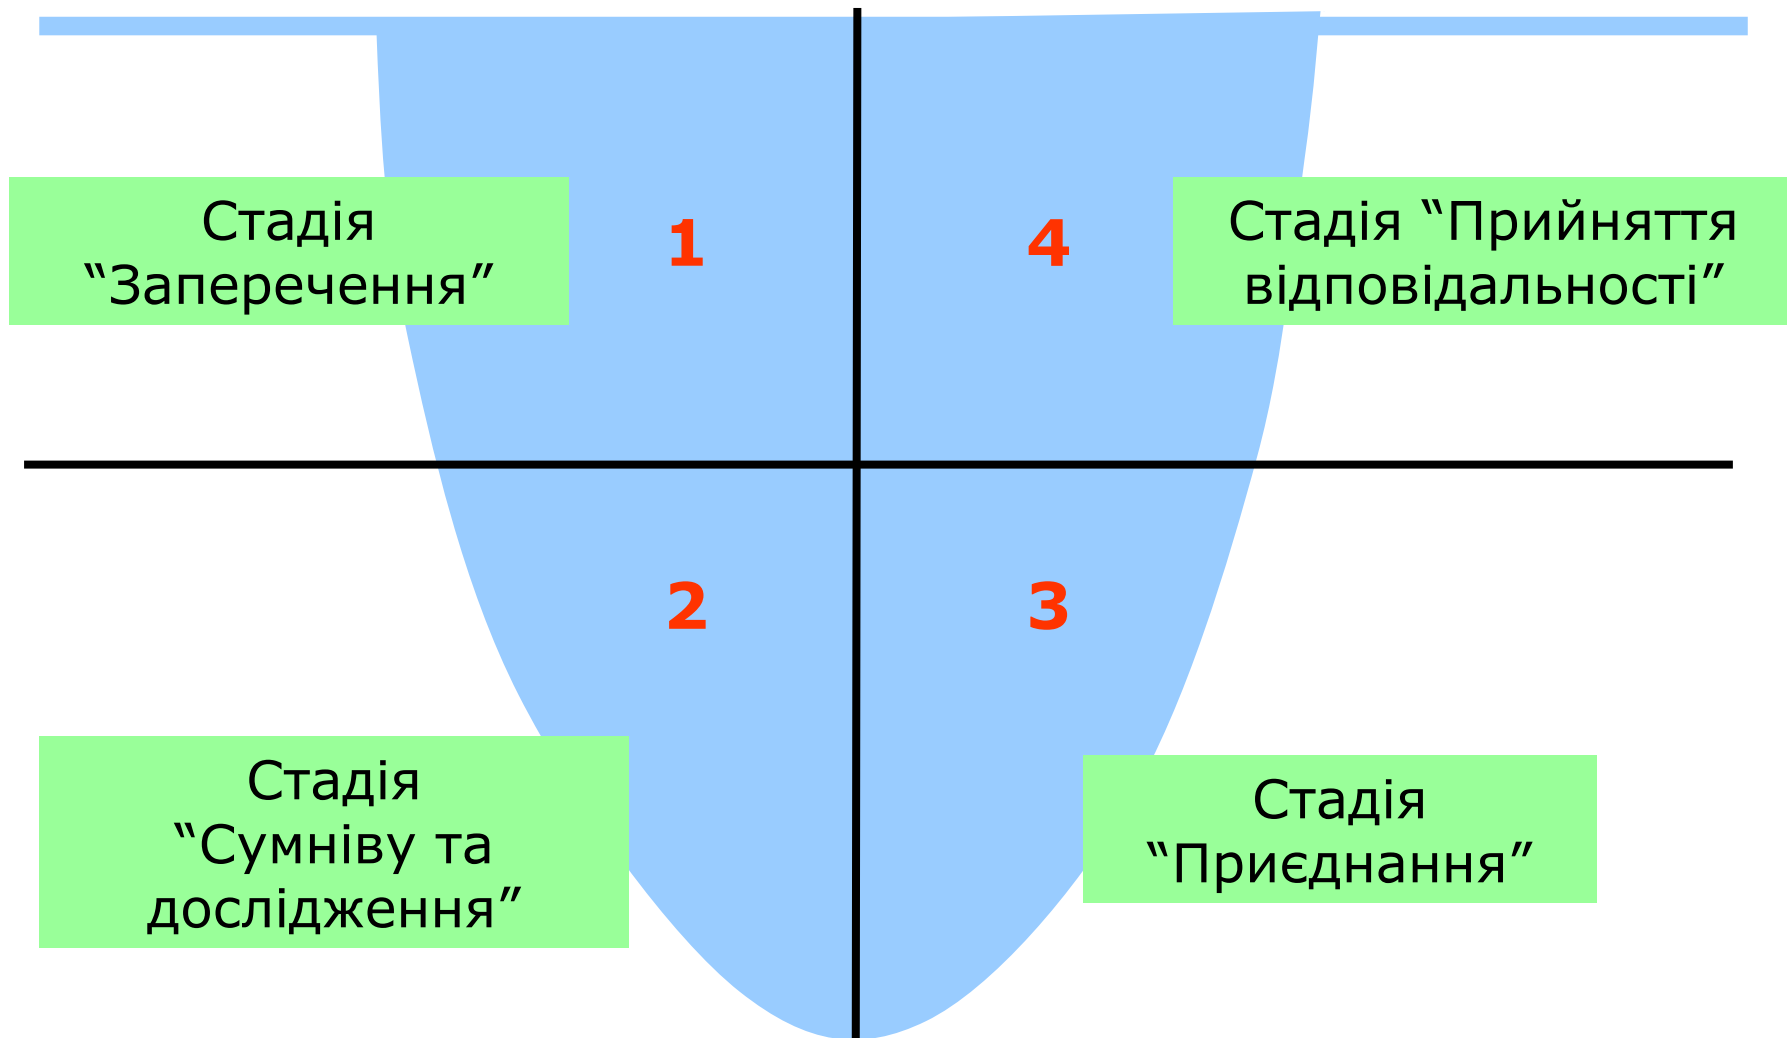 Стадія
“Заперечення”
1
4
Стадія “Прийняття
відповідальності”
2
3
Стадія
“Сумніву та
дослідження”
Стадія
“Приєднання”